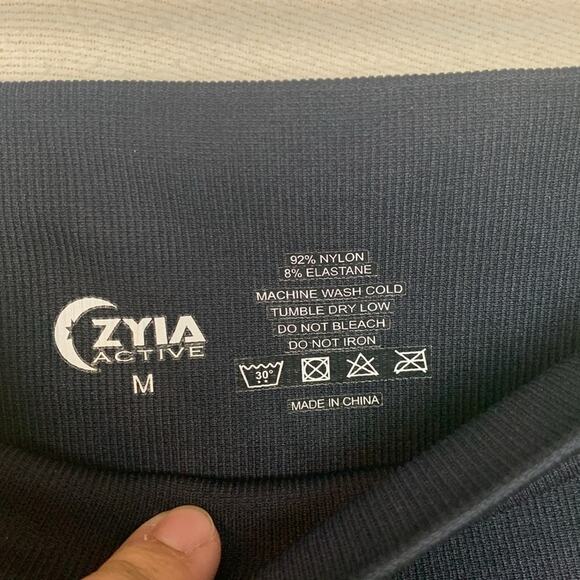 ZYIA
ACTIVE
M
92% NYLON
8% ELASTANE
MACHINE WASH COLD
TUMBLE DRY LOW
DO NOT BLEACH
DO NOT IRON
30°
MADE IN CHINA